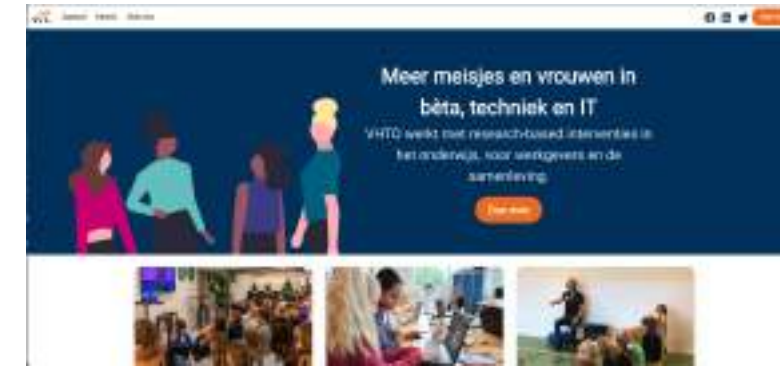 Meer meisjes en vrouwen in
bèta, techniek en IT
VHTO werkt met research-based interventies in
het onderwijs, voor werkgevers en de
samenleving.